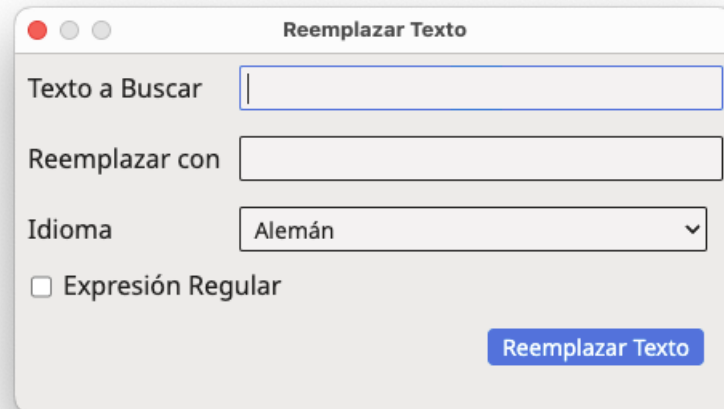 Reemplazar Texto
Texto a Buscar
Reemplazar con
Idioma Alemán
Expresión Regular
Reemplazar Texto